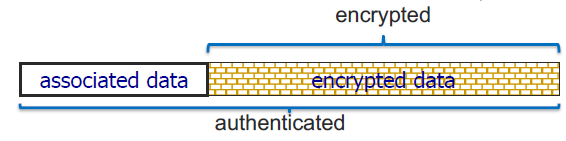 encrypted
associated data
encrypted data
authenticated